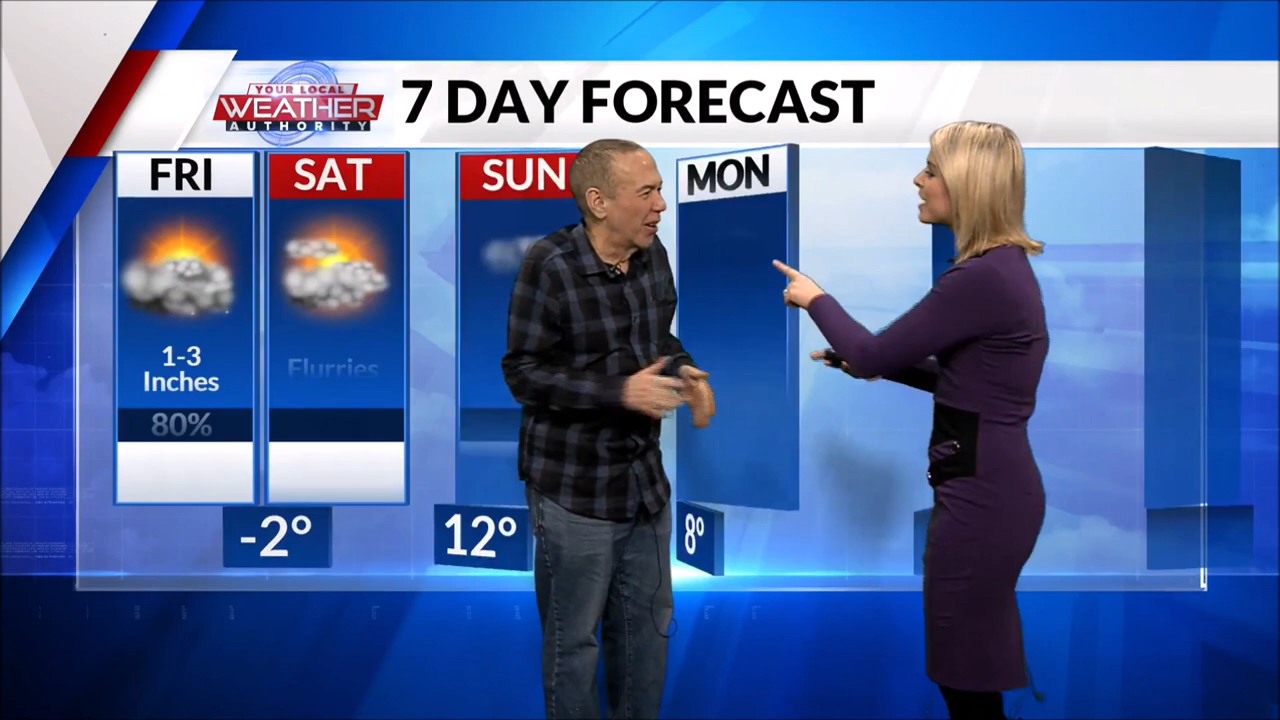 YOUR LOCAL
WEATHER
AUTHORITY
7 DAY FORECAST
FRI
SAT
SUN
MON
1-3
Inches
Flurries
80%
-2°
12°
8°